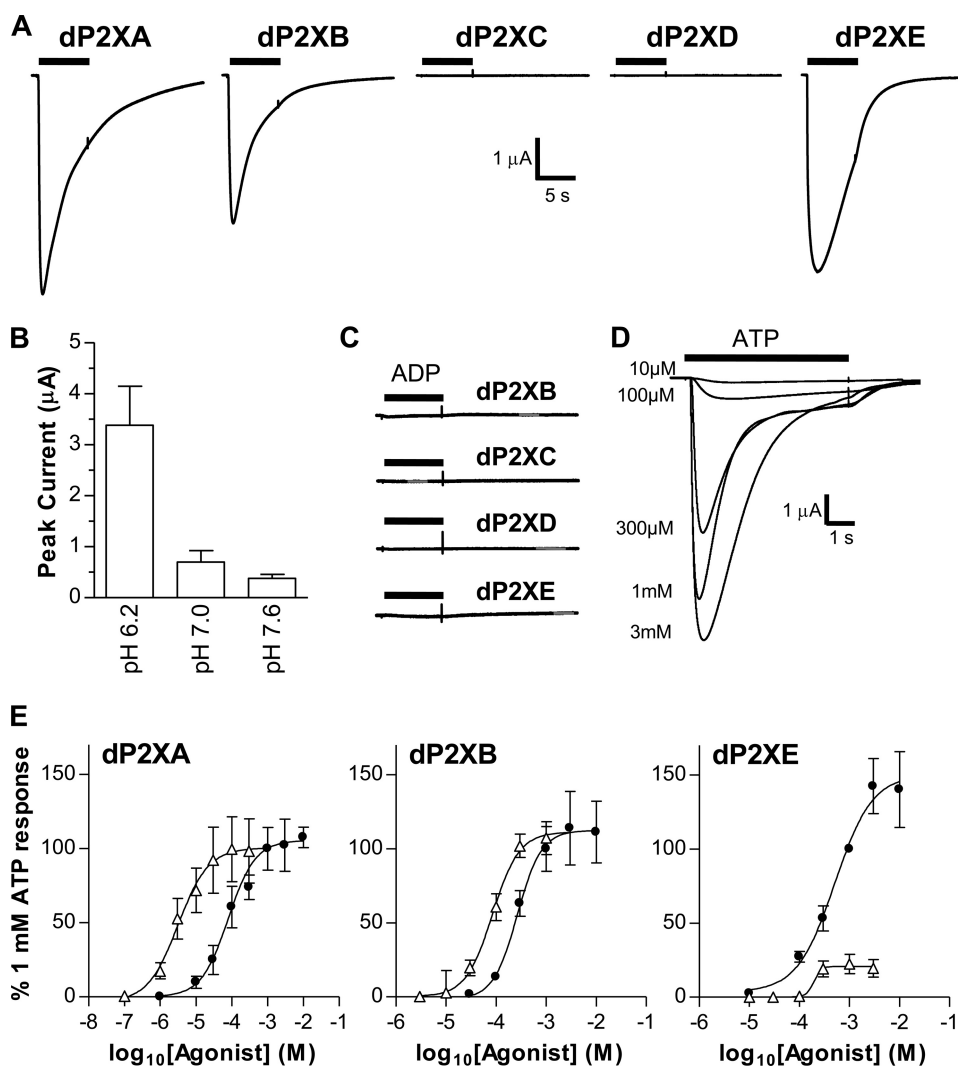 A
dP2XA
dP2XB
dP2XC
dP2XD
dP2XE
1 μA
5 s
B
Peak Current (μA)
5
4
3
2
1
0
pH 6.2
pH 7.0
pH 7.6
C
ADP
dP2XB
dP2XC
dP2XD
dP2XE
D
ATP
10μM
100μM
300μM
1mM
3mM
1 μA
1 s
E
% 1 mM ATP response
dP2XA
150
100
50
0
-8 -7 -6 -5 -4 -3 -2 -1
log10[Agonist] (M)
dP2XB
150
100
50
0
-6 -5 -4 -3 -2 -1
log10[Agonist] (M)
dP2XE
150
100
50
0
-6 -5 -4 -3 -2 -1
log10[Agonist] (M)